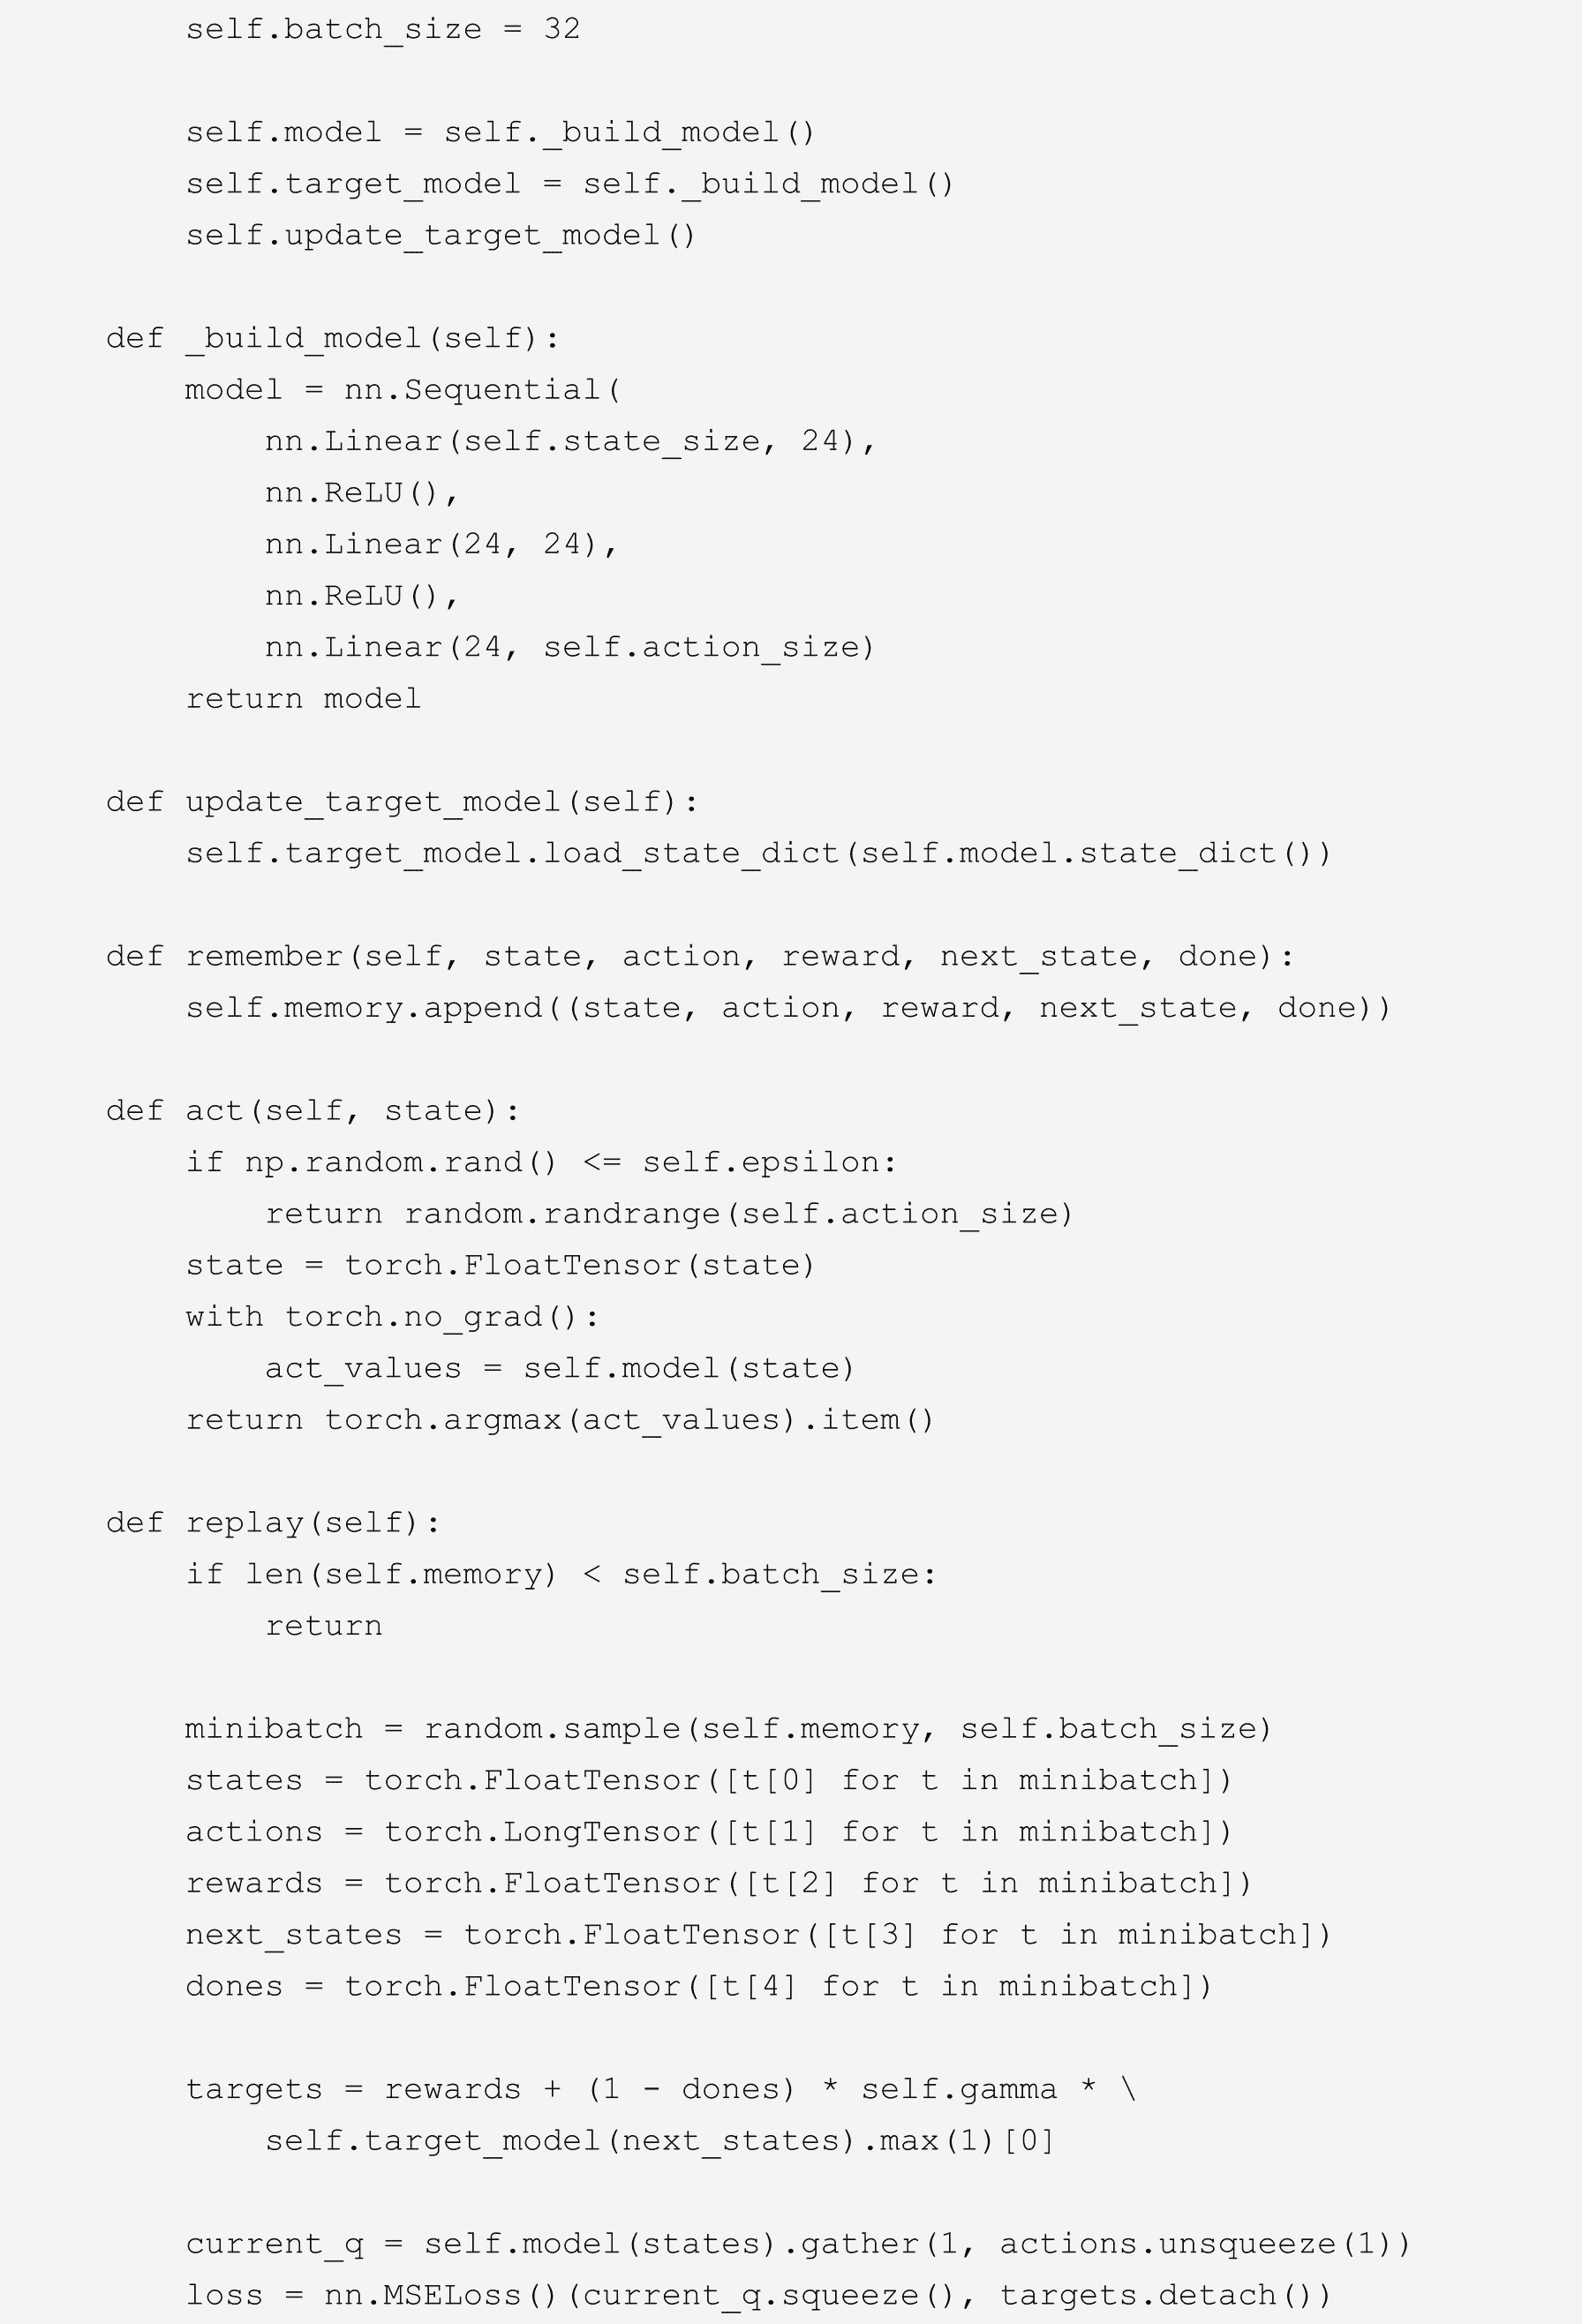 self.batch_size = 32
self.model = self._build_model()
self.target_model = self._build_model()
self.update_target_model()
def _build_model(self):
model = nn.Sequential(
nn.Linear(self.state_size, 24),
nn.ReLU(),
nn.Linear(24, 24),
nn.ReLU(),
nn.Linear(24, self.action_size)
return model
def update_target_model(self):
self.target_model.load_state_dict(self.model.state_dict())
def remember(self, state, action, reward, next_state, done):
self.memory.append((state, action, reward, next_state, done))
def act(self, state):
if np.random.rand() <= self.epsilon:
return random.randrange(self.action_size)
state = torch.FloatTensor(state)
with torch.no_grad():
act_values = self.model(state)
return torch.argmax(act_values).item()
def replay(self):
if len(self.memory) < self.batch_size:
return
minibatch = random.sample(self.memory, self.batch_size)
states = torch.FloatTensor([t[0] for t in minibatch])
actions = torch.LongTensor([t[1] for t in minibatch])
rewards = torch.FloatTensor([t[2] for t in minibatch])
next_states = torch.FloatTensor([t[3] for t in minibatch])
dones = torch.FloatTensor([t[4] for t in minibatch])
targets = rewards + (1 - dones) * self.gamma * \
self.target_model(next_states).max(1)[0]
current_q = self.model(states).gather(1, actions.unsqueeze(1))
loss = nn.MSELoss()(current_q.squeeze(), targets.detach())